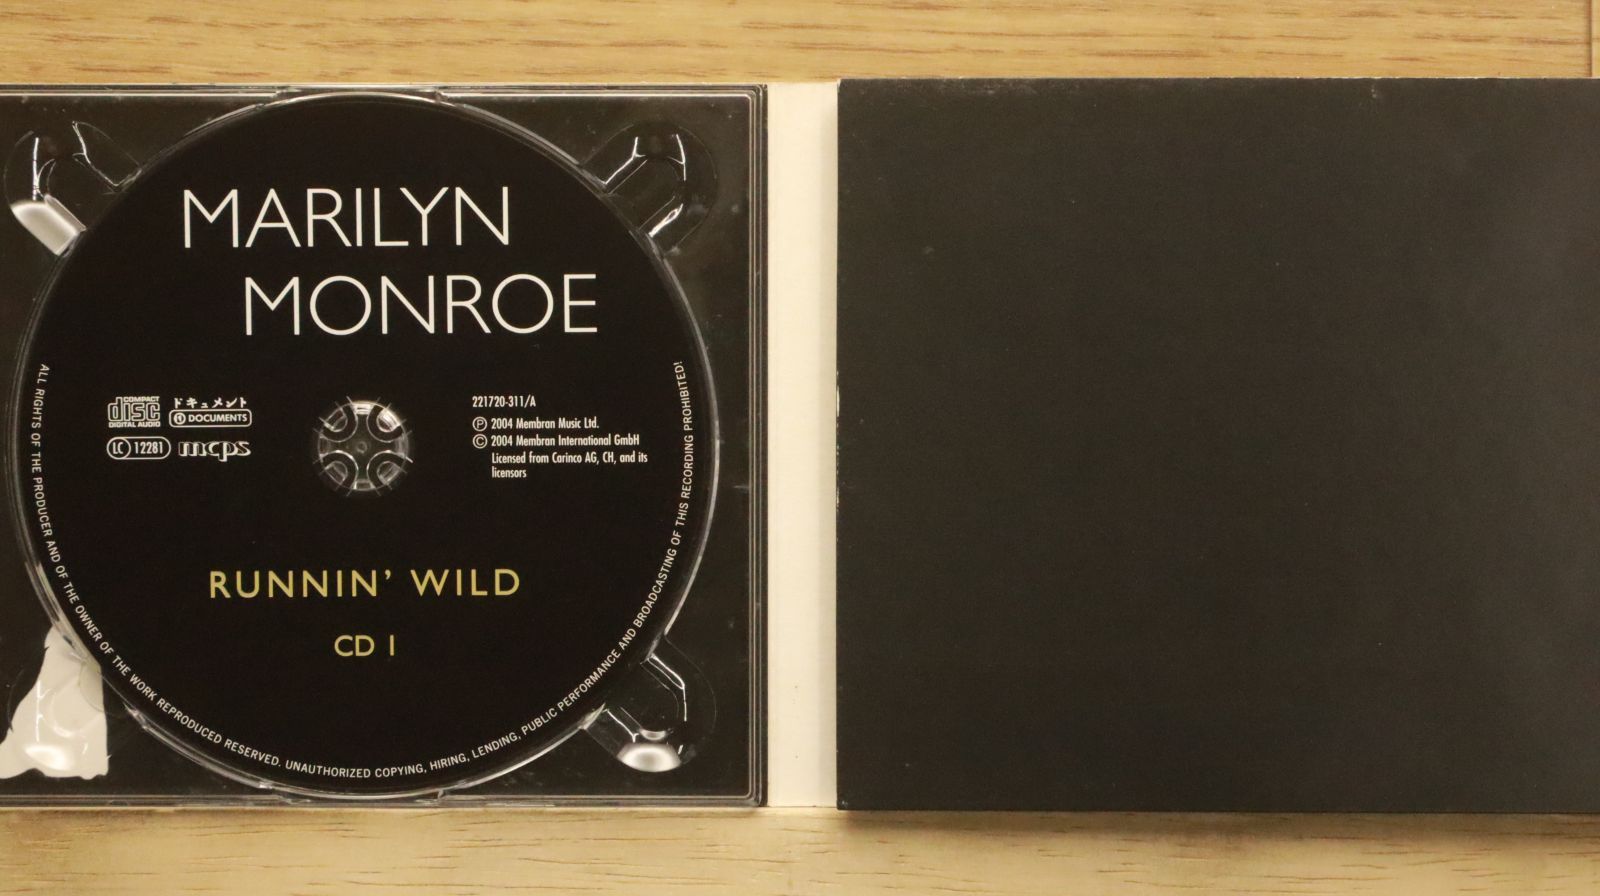 MARILYN
MONROE
COMPACT
disc
DIGITAL AUDIO
ドキュメント
DOCUMENTS
LC 12281
mcps
221720-311/A
Ⓟ 2004 Membran Music Ltd.
© 2004 Membran International GmbH
Licensed from Carinco AG, CH, and its
licensors
RUNNIN' WILD
CD 1
ALL RIGHTS OF THE PRODUCER AND OF THE OWNER OF THE WORK REPRODUCED RESERVED. UNAUTHORIZED COPYING, HIRING, LENDING, PUBLIC PERFORMANCE AND BROADCASTING OF THIS RECORDING PROHIBITED!